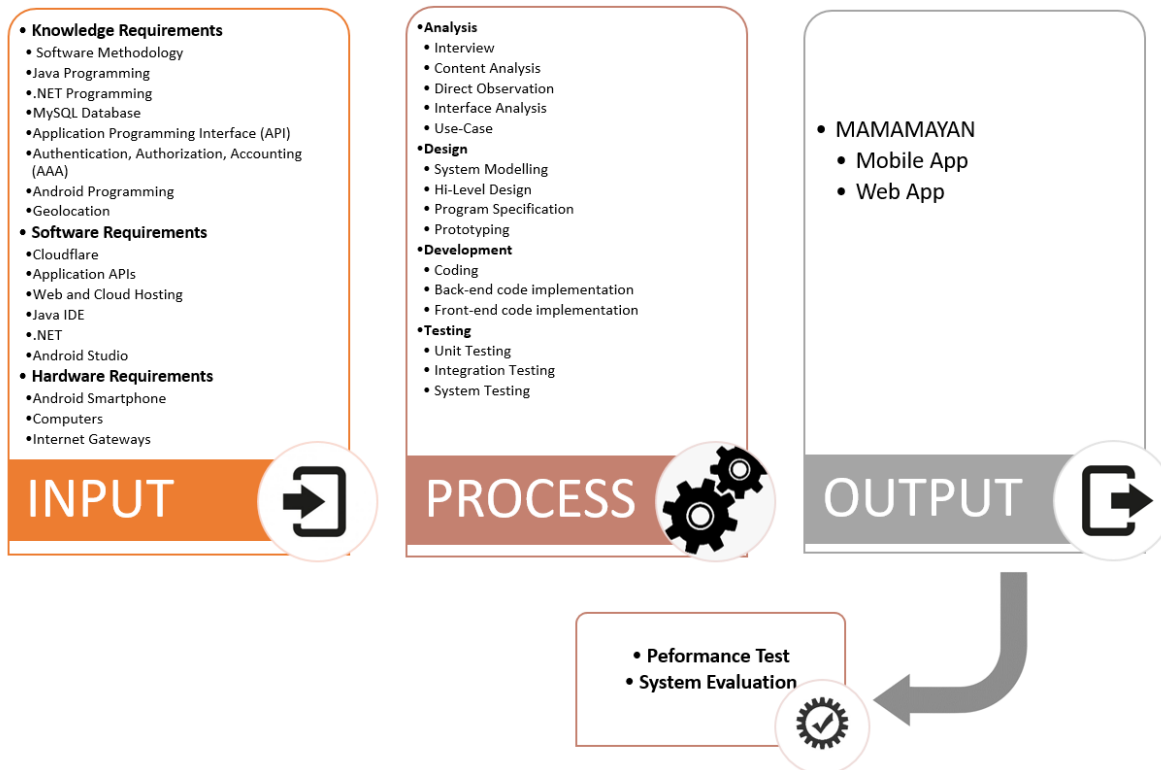 • Knowledge Requirements
• Software Methodology
•Java Programming
•.NET Programming
•MySQL Database
•Application Programming Interface (API)
•Authentication, Authorization, Accounting
(AAA)
•Android Programming
•Geolocation
• Software Requirements
•Cloudflare
•Application APIs
•Web and Cloud Hosting
•Java IDE
•.NET
•Android Studio
• Hardware Requirements
•Android Smartphone
•Computers
•Internet Gateways
INPUT
•Analysis
• Interview
• Content Analysis
• Direct Observation
• Interface Analysis
• Use-Case
•Design
• System Modelling
• Hi-Level Design
• Program Specification
• Prototyping
•Development
• Coding
• Back-end code implementation
• Front-end code implementation
•Testing
• Unit Testing
• Integration Testing
• System Testing
PROCESS
• MAMAMAYAN
• Mobile App
• Web App
OUTPUT
• Peformance Test
• System Evaluation